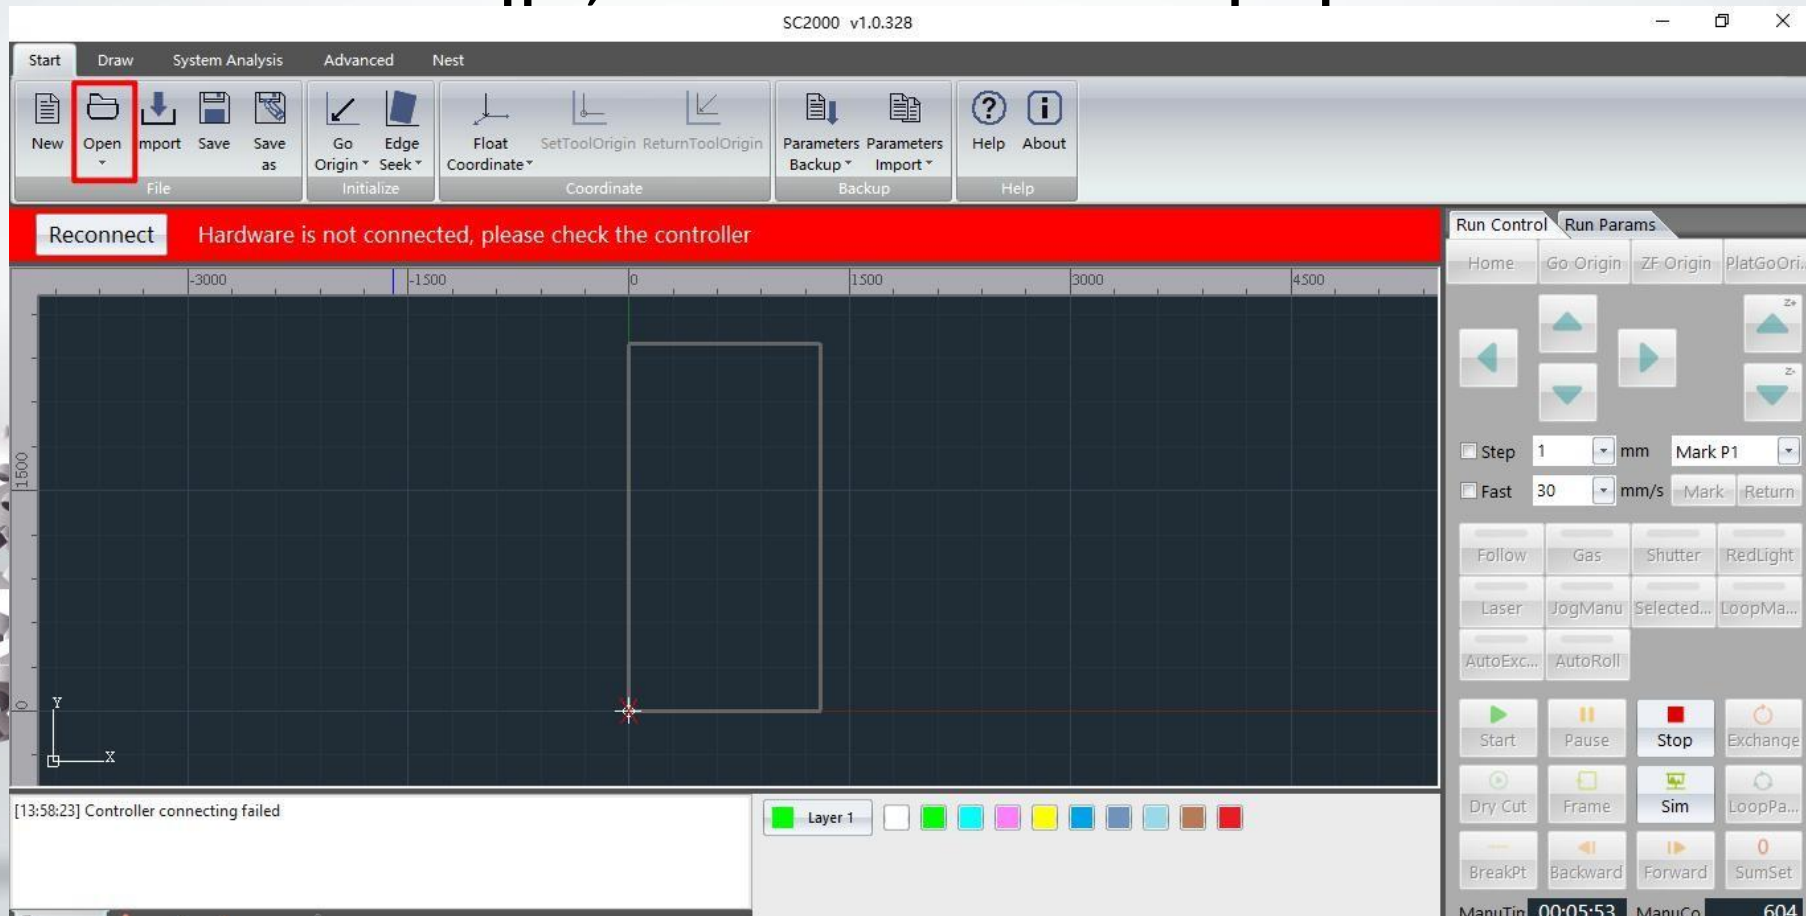 SC2000 v1.0.328
Start Draw System Analysis Advanced Nest
New Open Import Save Save as Go Origin Edge Seek Float Coordinate SetToolOrigin ReturnToolOrigin Parameters Backup Parameters Import Help About
File Initialize Coordinate Backup Help
Reconnect Hardware is not connected, please check the controller
Run Control Run Params
Home Go Origin ZF Origin PlatGoOri..
-3000 -1500 0 1500 3000 4500
Z+
Z-
1500
0
Y
X
Step 1 mm Mark P1
Fast 30 mm/s Mark Return
Follow Gas Shutter RedLight
Laser JogManu Selected... LoopMa...
AutoExc... AutoRoll
Start Pause Stop Exchange
Dry Cut Frame Sim LoopPa...
0
BreakPt Backward Forward SumSet
ManuTin 00:05:53 ManuCo 604
[13:58:23] Controller connecting failed
Layer 1